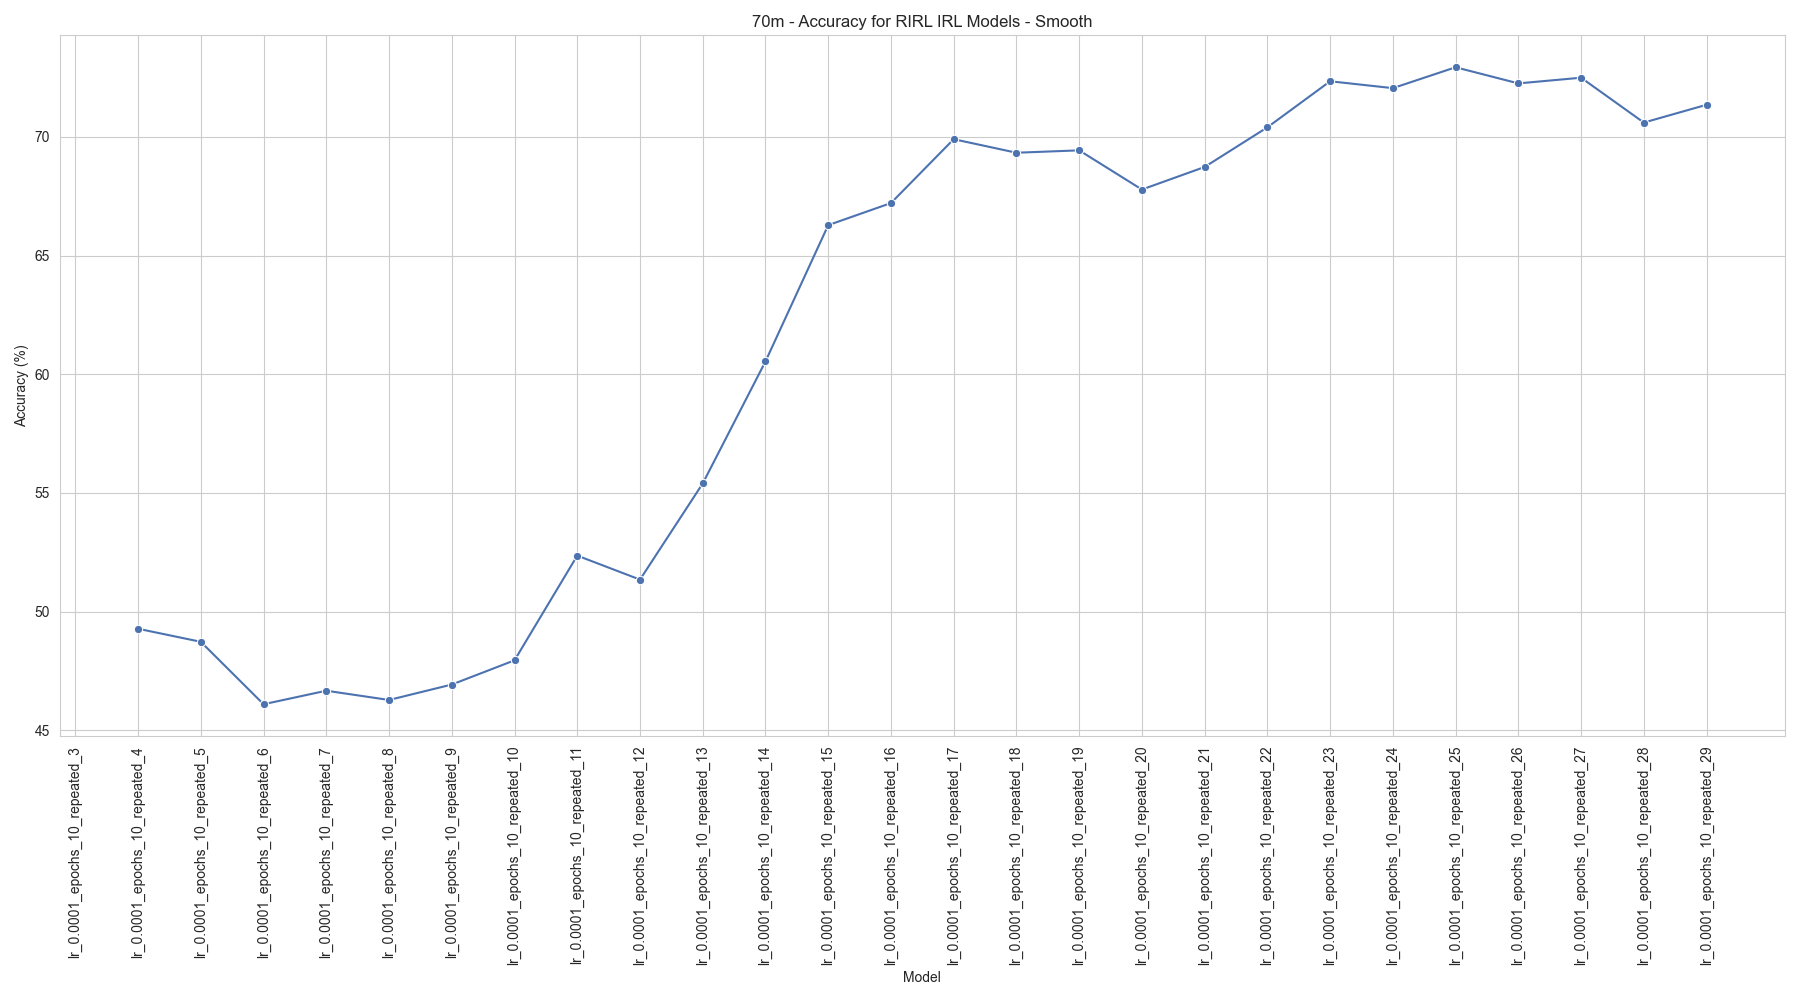 70m - Accuracy for RIRL IRL Models - Smooth
Accuracy (%)
70
65
60
55
50
45
lr_0.0001_epochs_10_repeated_3
lr_0.0001_epochs_10_repeated_4
lr_0.0001_epochs_10_repeated_5
lr_0.0001_epochs_10_repeated_6
lr_0.0001_epochs_10_repeated_7
lr_0.0001_epochs_10_repeated_8
lr_0.0001_epochs_10_repeated_9
lr_0.0001_epochs_10_repeated_10
lr_0.0001_epochs_10_repeated_11
lr_0.0001_epochs_10_repeated_12
lr_0.0001_epochs_10_repeated_13
lr_0.0001_epochs_10_repeated_14
lr_0.0001_epochs_10_repeated_15
lr_0.0001_epochs_10_repeated_16
lr_0.0001_epochs_10_repeated_17
lr_0.0001_epochs_10_repeated_18
lr_0.0001_epochs_10_repeated_19
lr_0.0001_epochs_10_repeated_20
lr_0.0001_epochs_10_repeated_21
lr_0.0001_epochs_10_repeated_22
lr_0.0001_epochs_10_repeated_23
lr_0.0001_epochs_10_repeated_24
lr_0.0001_epochs_10_repeated_25
lr_0.0001_epochs_10_repeated_26
lr_0.0001_epochs_10_repeated_27
lr_0.0001_epochs_10_repeated_28
lr_0.0001_epochs_10_repeated_29
Model